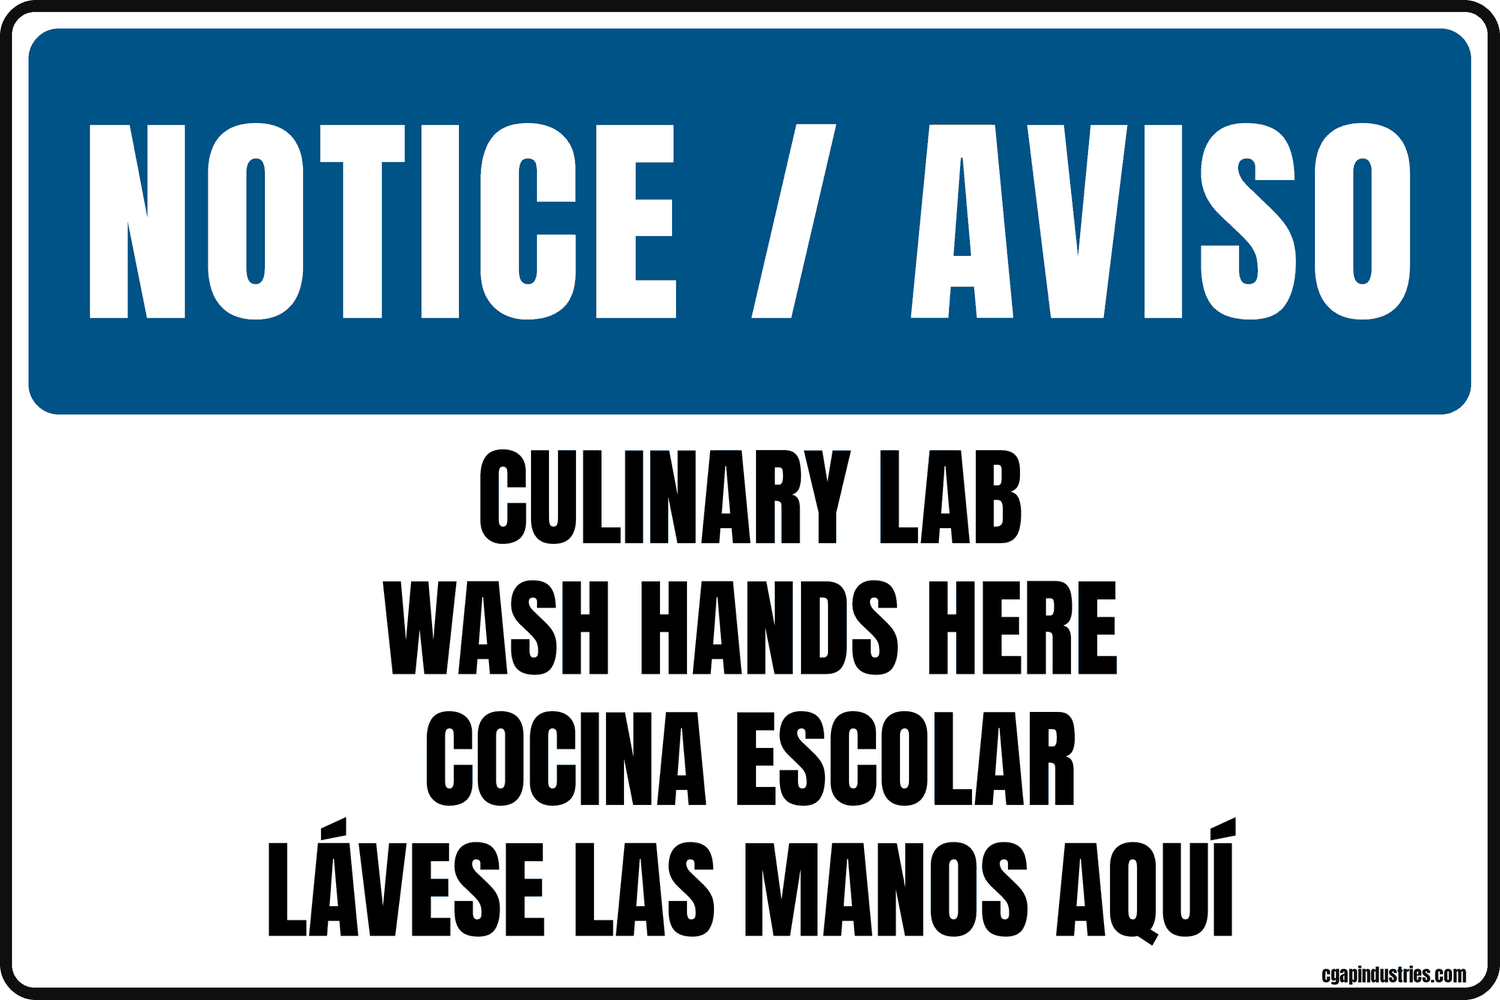 NOTICE / AVISO
CULINARY LAB
WASH HANDS HERE
COCINA ESCOLAR
LÁVESE LAS MANOS AQUÍ
cgapindustries.com